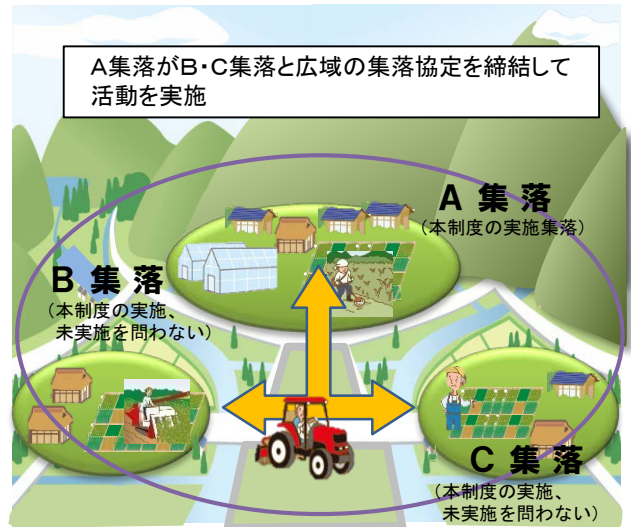 A集落がB・C集落と広域の集落協定を締結して
活動を実施
A 集 落
(本制度の実施集落)
B 集 落
(本制度の実施、
未実施を問わない)
C 集 落
(本制度の実施、
未実施を問わない)